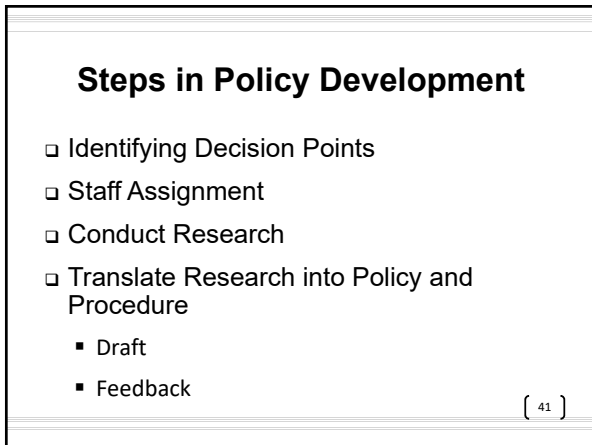 Steps in Policy Development
❑ Identifying Decision Points
❑ Staff Assignment
❑ Conduct Research
❑ Translate Research into Policy and
Procedure
▪ Draft
▪ Feedback
41